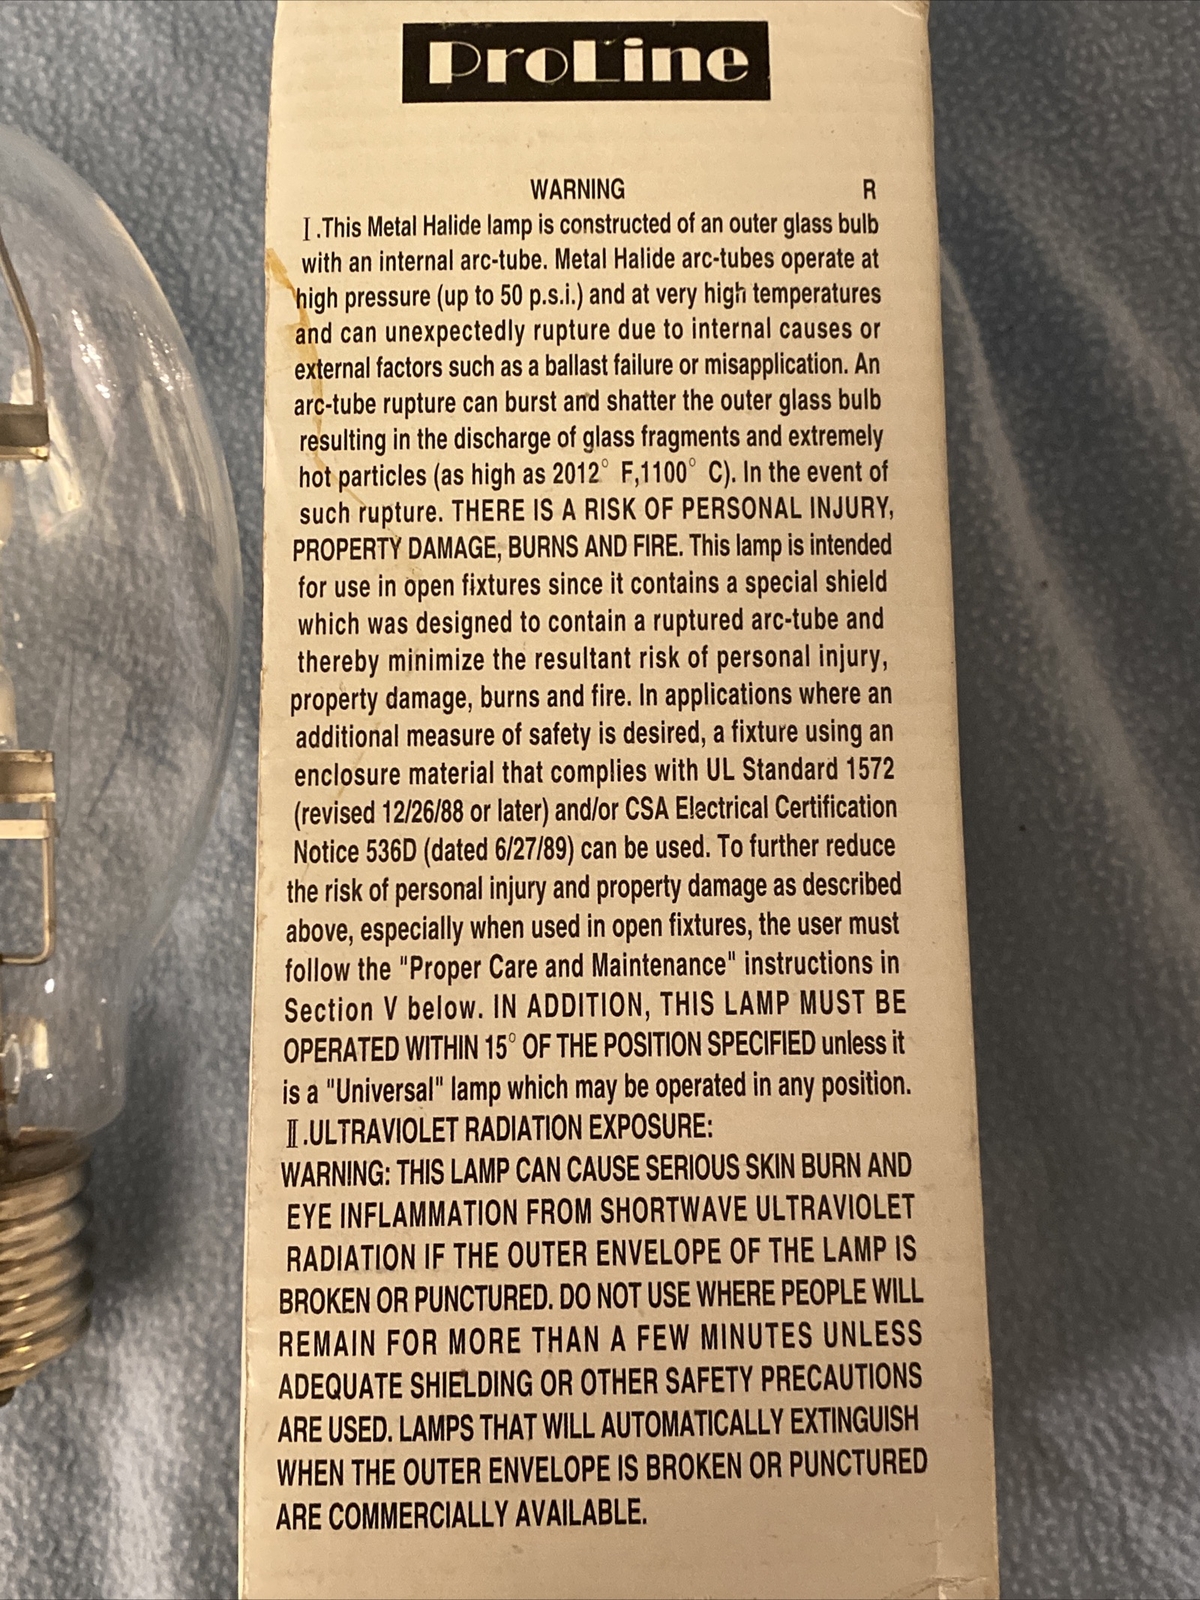 ProLine
WARNING R
I.This Metal Halide lamp is constructed of an outer glass bulb
with an internal arc-tube. Metal Halide arc-tubes operate at
high pressure (up to 50 p.s.i.) and at very high temperatures
and can unexpectedly rupture due to internal causes or
external factors such as a ballast failure or misapplication. An
arc-tube rupture can burst and shatter the outer glass bulb
resulting in the discharge of glass fragments and extremely
hot particles (as high as 2012° F,1100° C). In the event of
such rupture. THERE IS A RISK OF PERSONAL INJURY,
PROPERTY DAMAGE, BURNS AND FIRE. This lamp is intended
for use in open fixtures since it contains a special shield
which was designed to contain a ruptured arc-tube and
thereby minimize the resultant risk of personal injury,
property damage, burns and fire. In applications where an
additional measure of safety is desired, a fixture using an
enclosure material that complies with UL Standard 1572
(revised 12/26/88 or later) and/or CSA Electrical Certification
Notice 536D (dated 6/27/89) can be used. To further reduce
the risk of personal injury and property damage as described
above, especially when used in open fixtures, the user must
follow the "Proper Care and Maintenance" instructions in
Section V below. IN ADDITION, THIS LAMP MUST BE
OPERATED WITHIN 15° OF THE POSITION SPECIFIED unless it
is a "Universal" lamp which may be operated in any position.
II.ULTRAVIOLET RADIATION EXPOSURE:
WARNING: THIS LAMP CAN CAUSE SERIOUS SKIN BURN AND
EYE INFLAMMATION FROM SHORTWAVE ULTRAVIOLET
RADIATION IF THE OUTER ENVELOPE OF THE LAMP IS
BROKEN OR PUNCTURED. DO NOT USE WHERE PEOPLE WILL
REMAIN FOR MORE THAN A FEW MINUTES UNLESS
ADEQUATE SHIELDING OR OTHER SAFETY PRECAUTIONS
ARE USED. LAMPS THAT WILL AUTOMATICALLY EXTINGUISH
WHEN THE OUTER ENVELOPE IS BROKEN OR PUNCTURED
ARE COMMERCIALLY AVAILABLE.